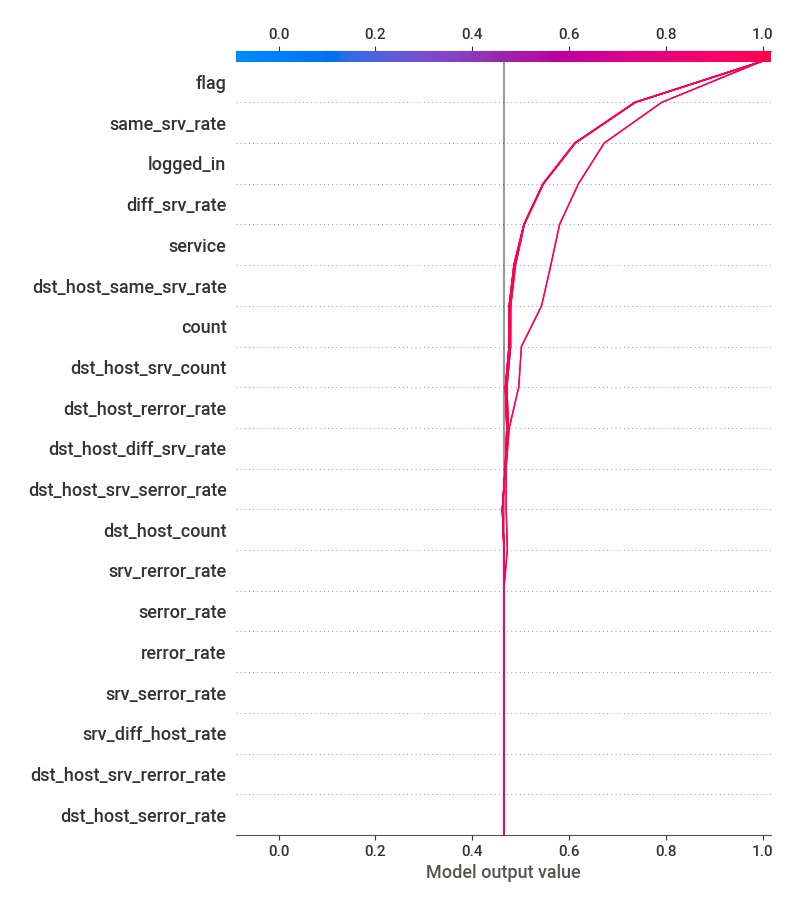 0.0 0.2 0.4 0.6 0.8 1.0
flag
same_srv_rate
logged_in
diff_srv_rate
service
dst_host_same_srv_rate
count
dst_host_srv_count
dst_host_rerror_rate
dst_host_diff_srv_rate
dst_host_srv_serror_rate
dst_host_count
srv_rerror_rate
serror_rate
rerror_rate
srv_serror_rate
srv_diff_host_rate
dst_host_srv_rerror_rate
dst_host_serror_rate
0.0 0.2 0.4 0.6 0.8 1.0
Model output value